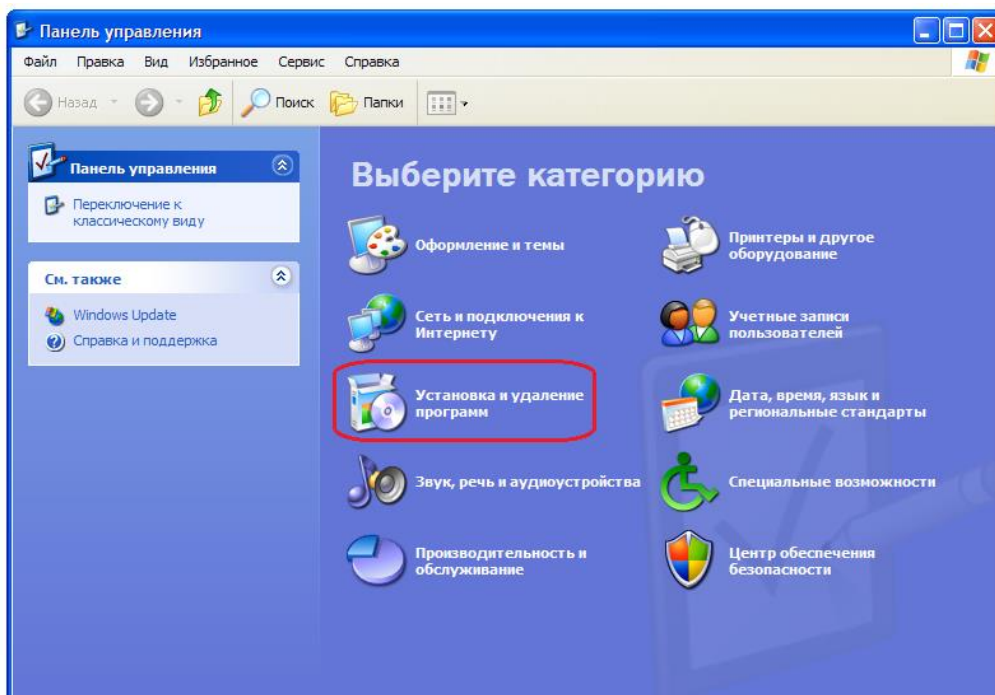 Панель управления
Файл Правка Вид Избранное Сервис Справка
Назад Поиск Папки
Панель управления
Переключение к
классическому виду
См. также
Windows Update
Справка и поддержка
Выберите категорию
Оформление и темы
Принтеры и другое
оборудование
Сеть и подключения к
Интернету
Учетные записи
пользователей
Установка и удаление
программ
Дата, время, язык и
региональные стандарты
Звук, речь и аудиоустройства
Специальные возможности
Производительность и
обслуживание
Центр обеспечения
безопасности